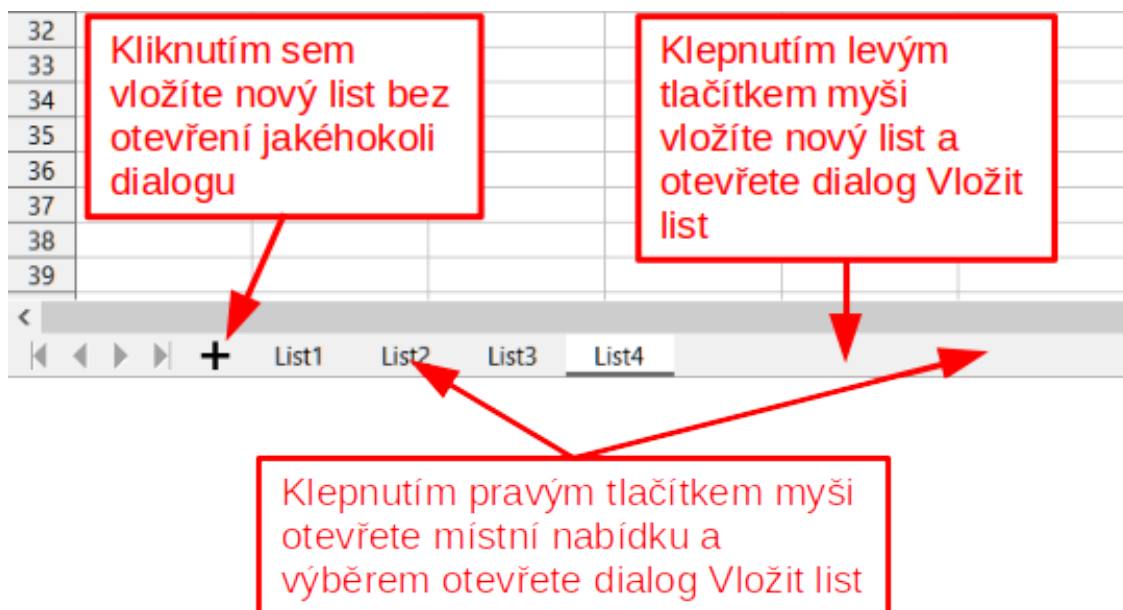 32
33
34
35
36
37
38
39
Kliknutím sem
vložíte nový list bez
otevření jakéhokoli
dialogu
Klepnutím levým
tlačítkem myši
vložíte nový list a
otevřete dialog Vložit
list
List1 List2 List3 List4
Klepnutím pravým tlačítkem myši
otevřete místní nabídku a
výběrem otevřete dialog Vložit list